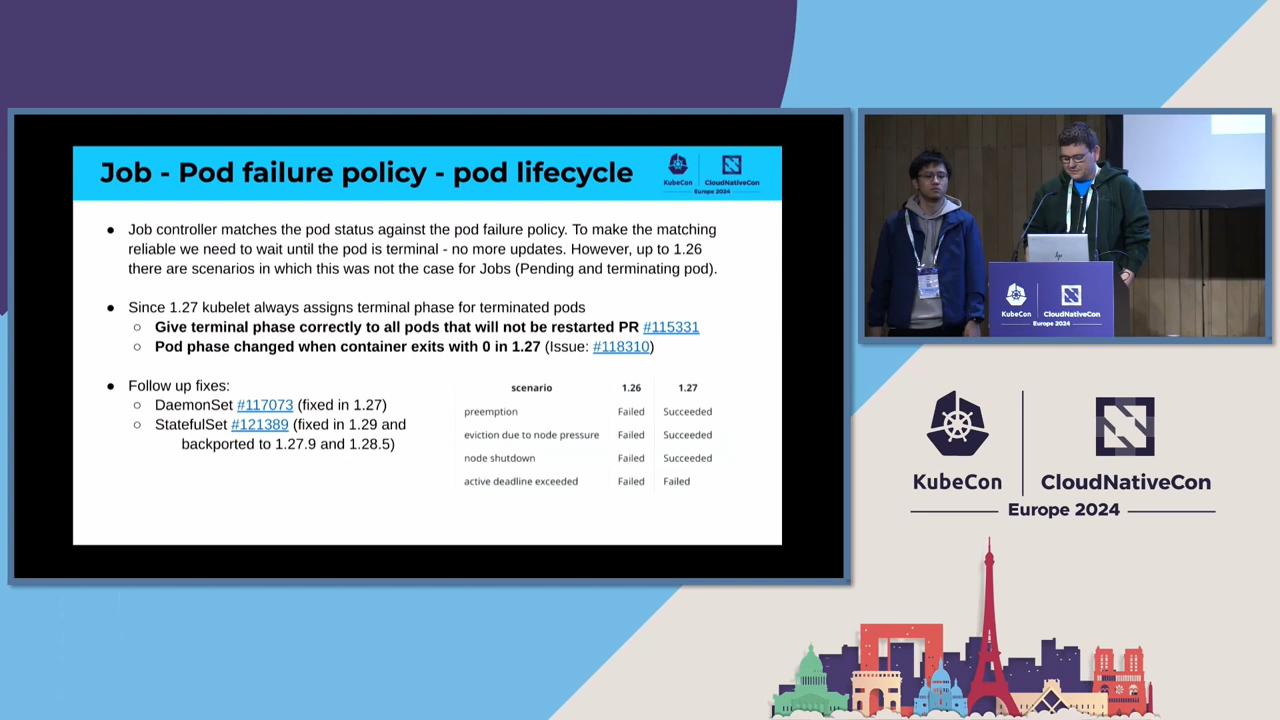 Job - Pod failure policy - pod lifecycle
KubeCon
CloudNativeCon
Europe 2024
● Job controller matches the pod status against the pod failure policy. To make the matching
reliable we need to wait until the pod is terminal - no more updates. However, up to 1.26
there are scenarios in which this was not the case for Jobs (Pending and terminating pod).
● Since 1.27 kubelet always assigns terminal phase for terminated pods
○ Give terminal phase correctly to all pods that will not be restarted PR #115331
○ Pod phase changed when container exits with 0 in 1.27 (Issue: #118310)
● Follow up fixes:
○ DaemonSet #117073 (fixed in 1.27)
○ StatefulSet #121389 (fixed in 1.29 and
backported to 1.27.9 and 1.28.5)
scenario 1.26 1.27
preemption Failed Succeeded
eviction due to node pressure Failed Succeeded
node shutdown Failed Succeeded
active deadline exceeded Failed Failed
hp
KubeCon
CloudNativeCon
Europe 2024
KubeCon
CloudNativeCon
Europe 2024